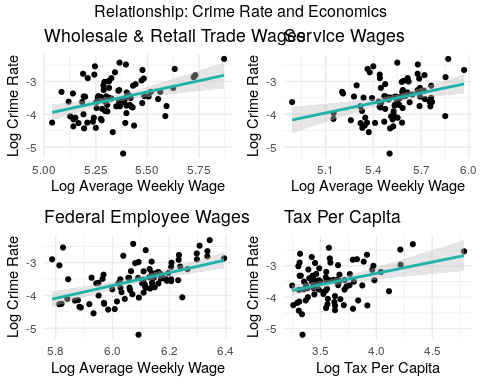 Relationship: Crime Rate and Economics
Wholesale & Retail Trade Wages
Service Wages
Log Crime Rate
-3
-4
-5
5.00
5.25
5.50
5.75
Log Average Weekly Wage
Log Crime Rate
-3
-4
-5
5.1
5.4
5.7
6.0
Log Average Weekly Wage
Federal Employee Wages
Tax Per Capita
Log Crime Rate
-3
-4
-5
5.8
6.0
6.2
6.4
Log Average Weekly Wage
Log Crime Rate
-3
-4
-5
3.5
4.0
4.5
Log Tax Per Capita